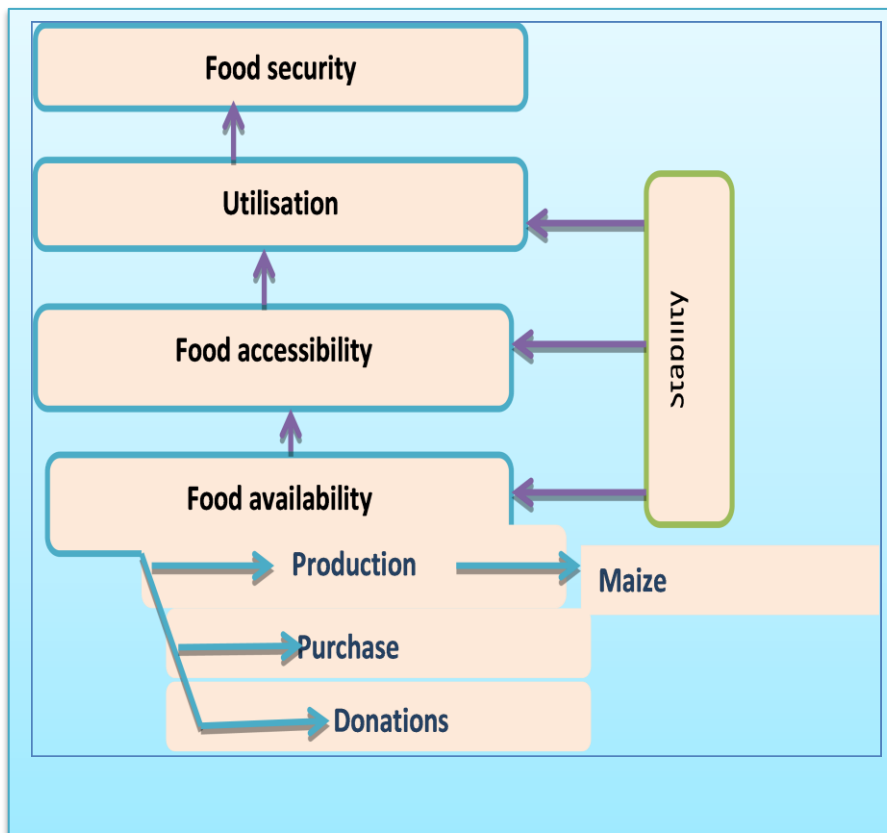 Food security
Utilisation
Stability
Food accessibility
Food availability
Production
Maize
Purchase
Donations